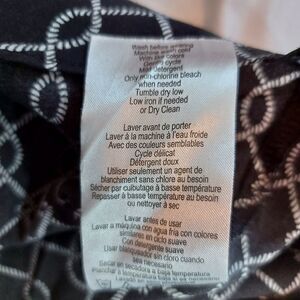 Wash before wearing
Machine wash cold
With like colors
Gentle cycle
Mild detergent
Only non-chlorine bleach
when needed
Tumble dry low
Low iron if needed
or Dry Clean
Laver avant de porter
Laver à la machine à l'eau froide
Avec des couleurs semblables
Cycle délicat
Détergent doux
Utiliser seulement un agent de
blanchiment sans chlore au besoin
Sécher par culbutage à basse température
Repasser à basse température au besoin
ou nettoyer à sec
Lavar antes de usar
Lavar a máquina con agua fría con colores
similares en ciclo suave
Con detergente suave
Usar blanqueador sin cloro cuando
sea necesario
Secar en secadora a baja temperatura
Planchar a temperatura baja